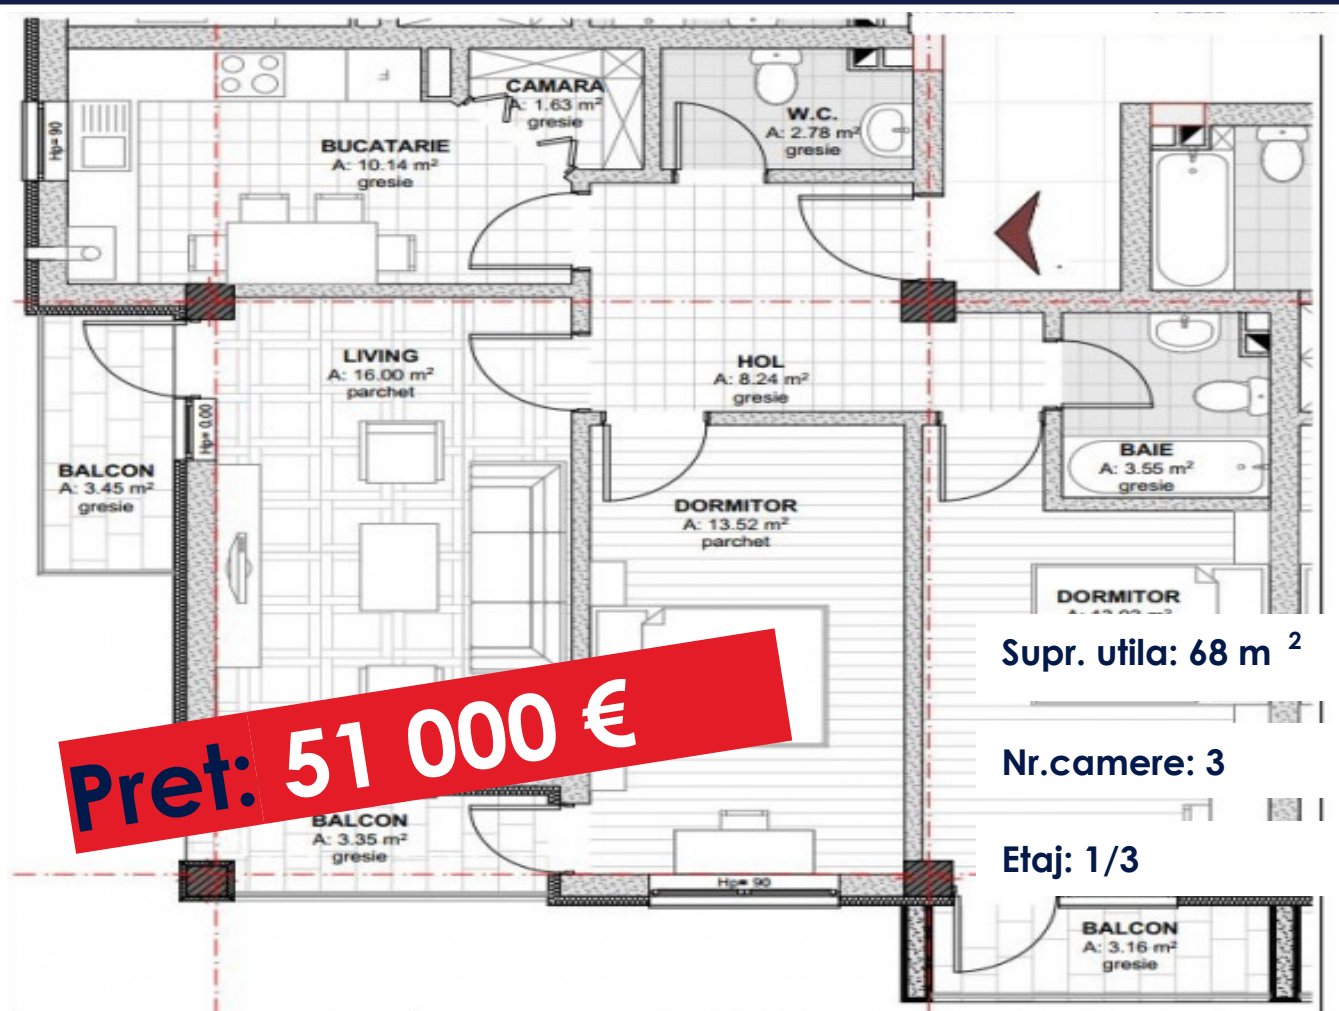 CAMARA
A: 1.63 m²
gresie
W.C.
A: 2.78 m²
gresie
Hp= 90
BUCATARIE
A: 10.14 m²
gresie
LIVING
A: 16.00 m²
parchet
HOL
A: 8.24 m²
gresie
Hp= 0.00
BALCON
A: 3.45 m²
gresie
BAIE
A: 3.55 m²
gresie
DORMITOR
A: 13.52 m²
parchet
DORMITOR
Supr. utila: 68 m ²
Pret: 51 000 €
Nr.camere: 3
BALCON
A: 3.35 m²
gresie
Etaj: 1/3
Hp= 90
BALCON
A: 3.16 m²
gresie